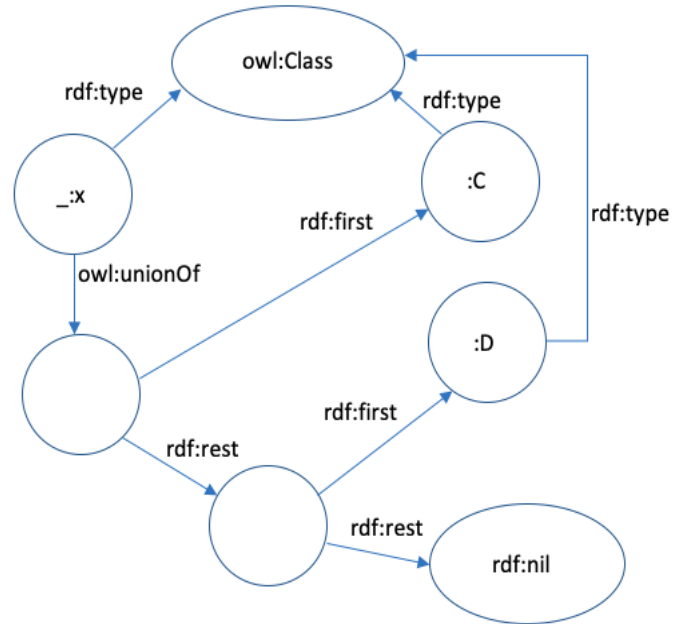 owl:Class
rdf:type
rdf:type
_:x
:C
rdf:first
rdf:type
owl:unionOf
:D
rdf:first
rdf:rest
rdf:rest
rdf:nil